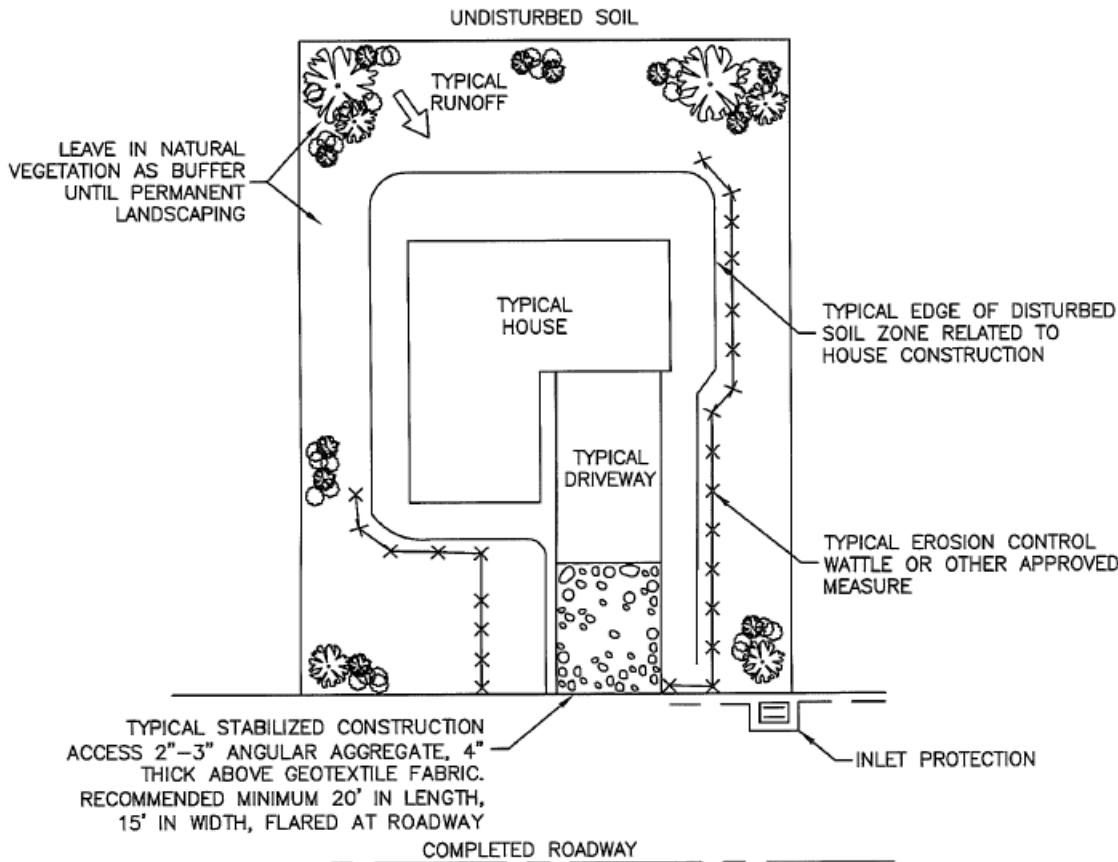 UNDISTURBED SOIL
TYPICAL
RUNOFF
LEAVE IN NATURAL
VEGETATION AS BUFFER
UNTIL PERMANENT
LANDSCAPING
TYPICAL
HOUSE
TYPICAL EDGE OF DISTURBED
SOIL ZONE RELATED TO
HOUSE CONSTRUCTION
TYPICAL
DRIVEWAY
TYPICAL EROSION CONTROL
WATTLE OR OTHER APPROVED
MEASURE
TYPICAL STABILIZED CONSTRUCTION
ACCESS 2"–3" ANGULAR AGGREGATE, 4"
THICK ABOVE GEOTEXTILE FABRIC.
RECOMMENDED MINIMUM 20' IN LENGTH,
15' IN WIDTH, FLARED AT ROADWAY
INLET PROTECTION
COMPLETED ROADWAY